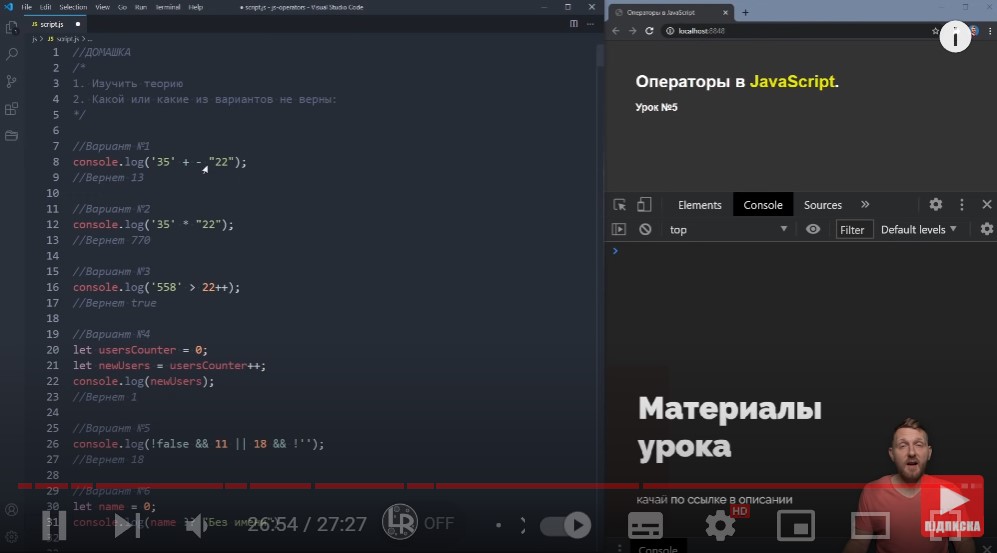 File Edit Selection View Go Run Terminal Help
● script.js - js-operators - Visual Studio Code
JS script.js ●
js > JS script.js > ...
1 //ДОМАШКА
2 /*
3 1. Изучить теорию
4 2. Какой или какие из вариантов не верны:
5 */
6
7 //Вариант №1
8 console.log('35' + - "22");
9 //Вернет 13
10
11 //Вариант №2
12 console.log('35' * "22");
13 //Вернет 770
14
15 //Вариант №3
16 console.log('558' > 22++);
17 //Вернет true
18
19 //Вариант №4
20 let usersCounter = 0;
21 let newUsers = usersCounter++;
22 console.log(newUsers);
23 //Вернет 1
24
25 //Вариант №5
26 console.log(!false && 11 || 18 && !'');
27 //Вернет 18
28
29 //Вариант №6
30 let name = 0;
31 console.log(name ?? "Без имени");
26:54 / 27:27
LR OFF
Операторы в JavaScript
localhost:8848
Операторы в JavaScript.
Урок №5
Elements Console Sources »
top Filter Default levels
Материалы
урока
качай по ссылке в описании
HD
ПІДПИСКА
Console